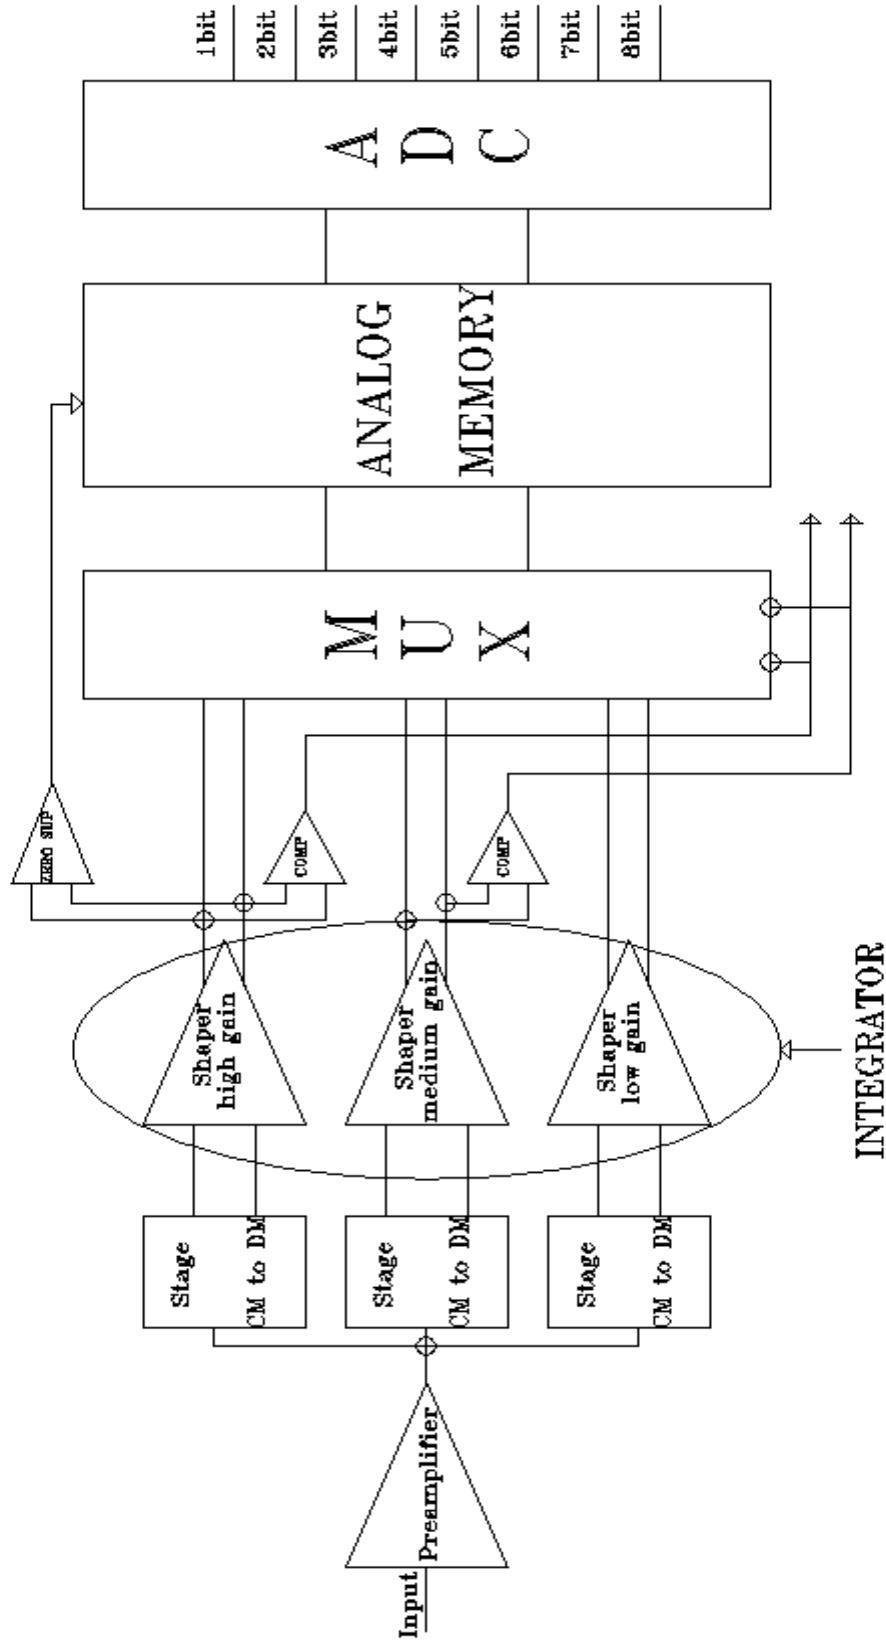 Input
Preamplifier
Stage
CM to DM
Stage
CM to DM
Stage
CM to DM
Shaper
high gain
Shaper
medium gain
Shaper
low gain
INTEGRATOR
ZERO SUP
COMP
COMP
M
U
X
ANALOG
MEMORY
A
D
C
1bit
2bit
3bit
4bit
5bit
6bit
7bit
8bit